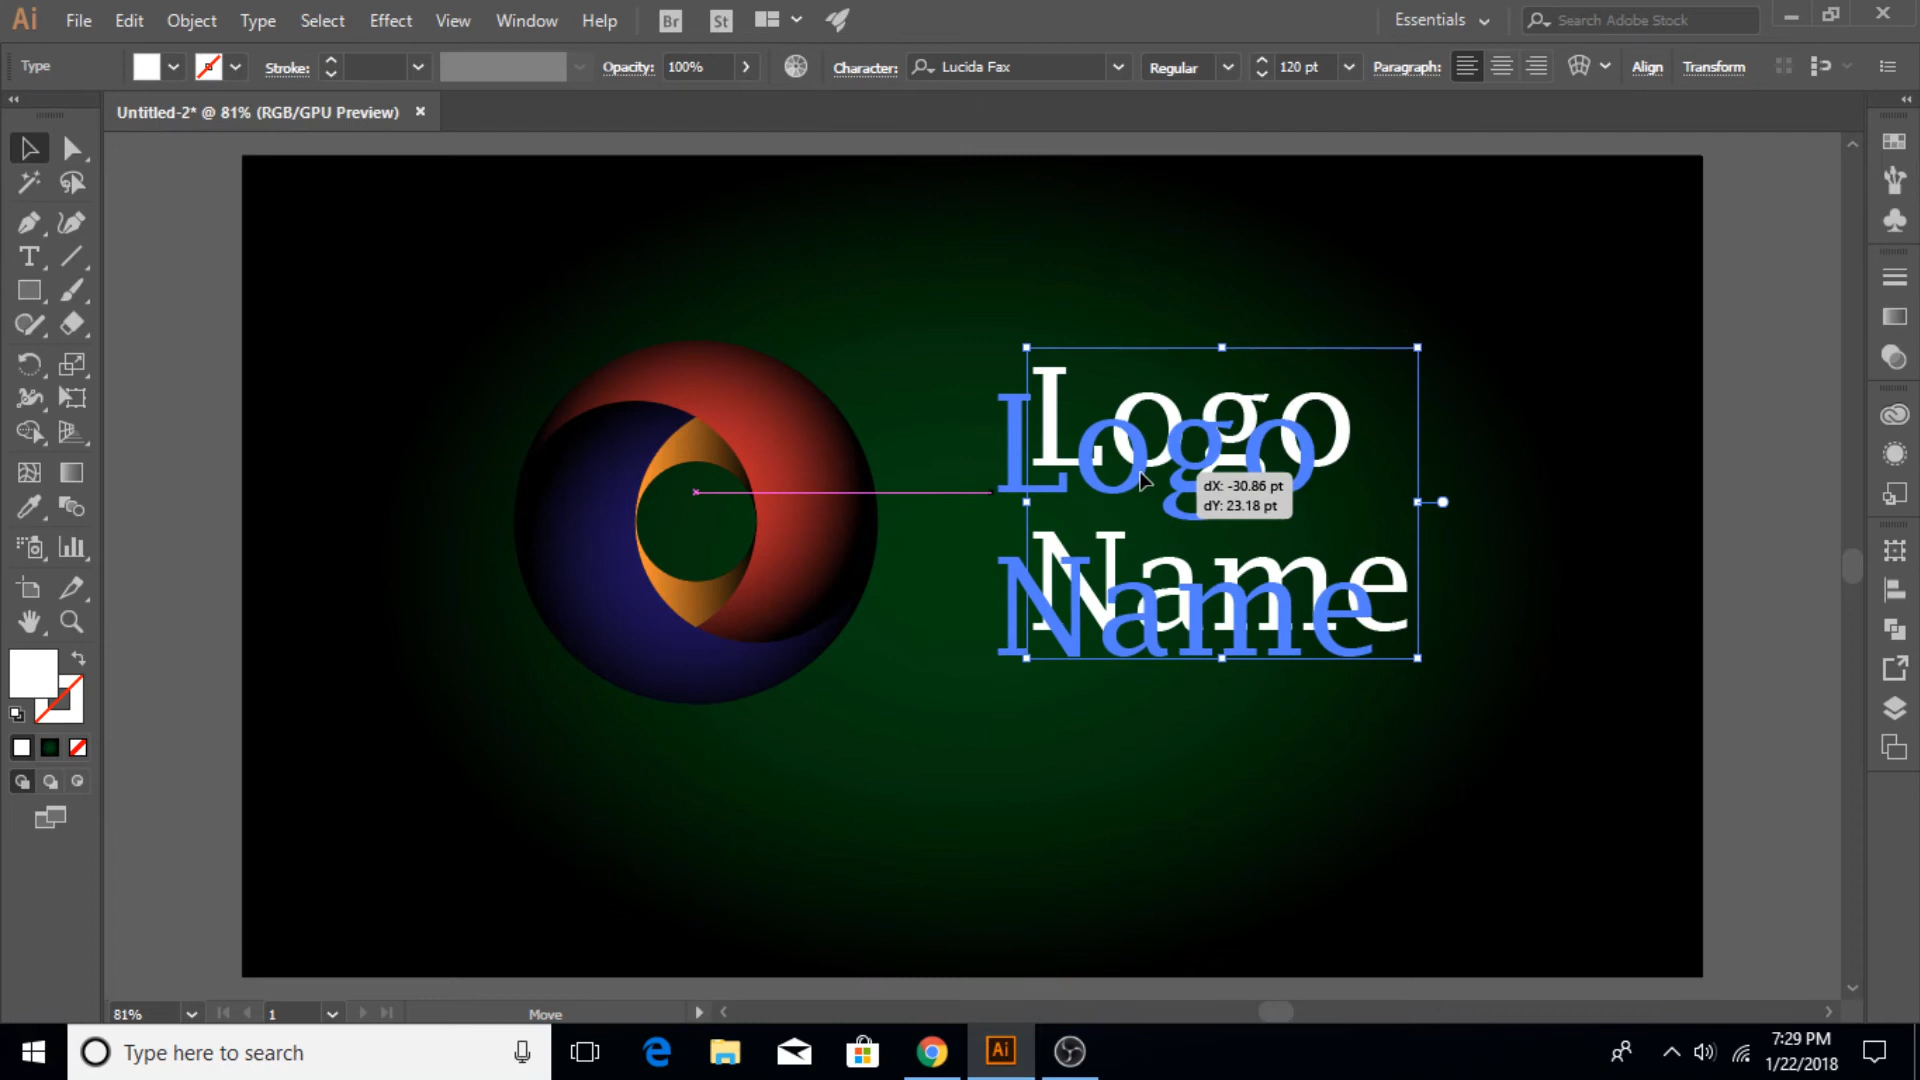 Ai File Edit Object Type Select Effect View Window Help Br St Essentials Search Adobe Stock
Type Stroke: Opacity: 100% Character: Lucida Fax Regular 120 pt Paragraph: Align Transform
Untitled-2* @ 81% (RGB/GPU Preview)
Logo
Name
Logo
Name
dX: -30.86 pt
dY: 23.18 pt
81% 1 Move
Type here to search
Ai
7:29 PM
1/22/2018